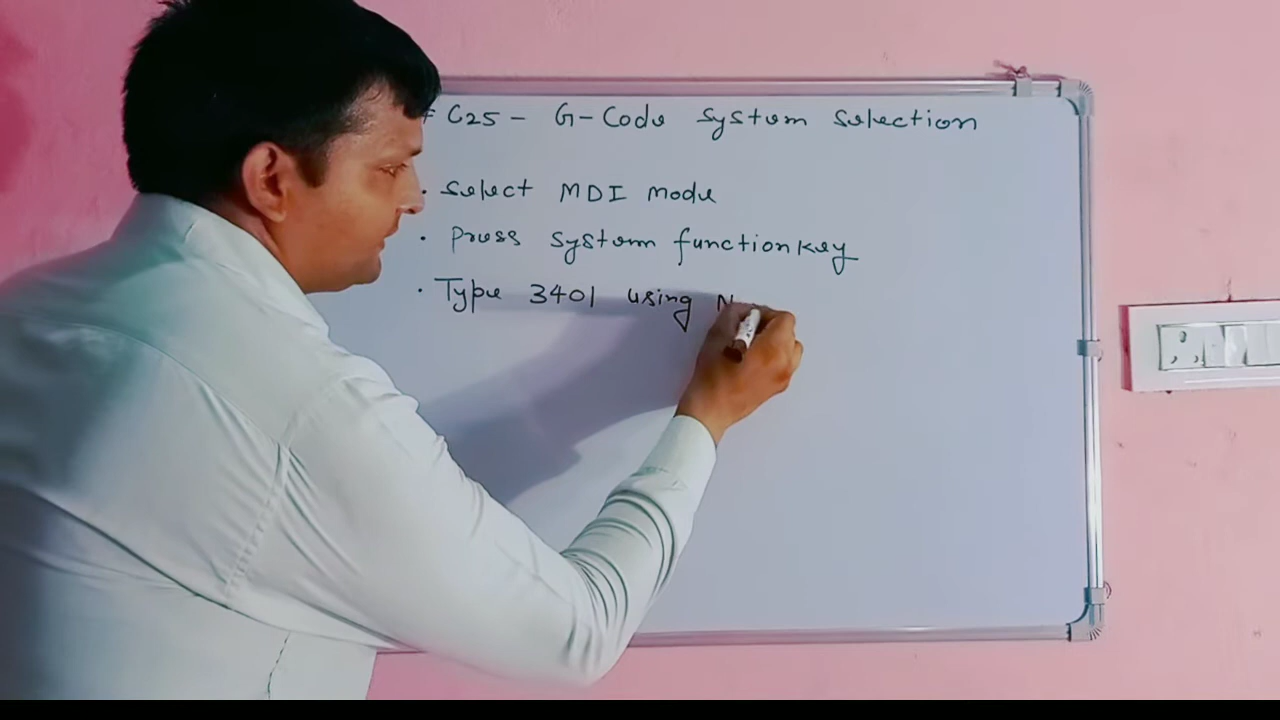 # C25 - G-Code System Selection
. Select MDI mode
. Press System function key
. Type 3401 using N